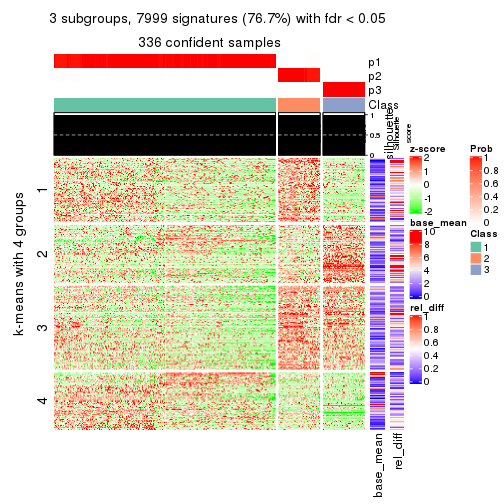 3 subgroups, 7999 signatures (76.7%) with fdr < 0.05
336 confident samples
p1
p2
p3
Class
1
0.5
0
silhouette
Silhouette
score
k-means with 4 groups
1
2
3
4
base_mean
rel_diff
z-score
2
1
0
-1
-2
base_mean
10
8
6
4
2
0
rel_diff
1
0.8
0.6
0.4
0.2
0
Prob
1
0.8
0.6
0.4
0.2
0
Class
1
2
3